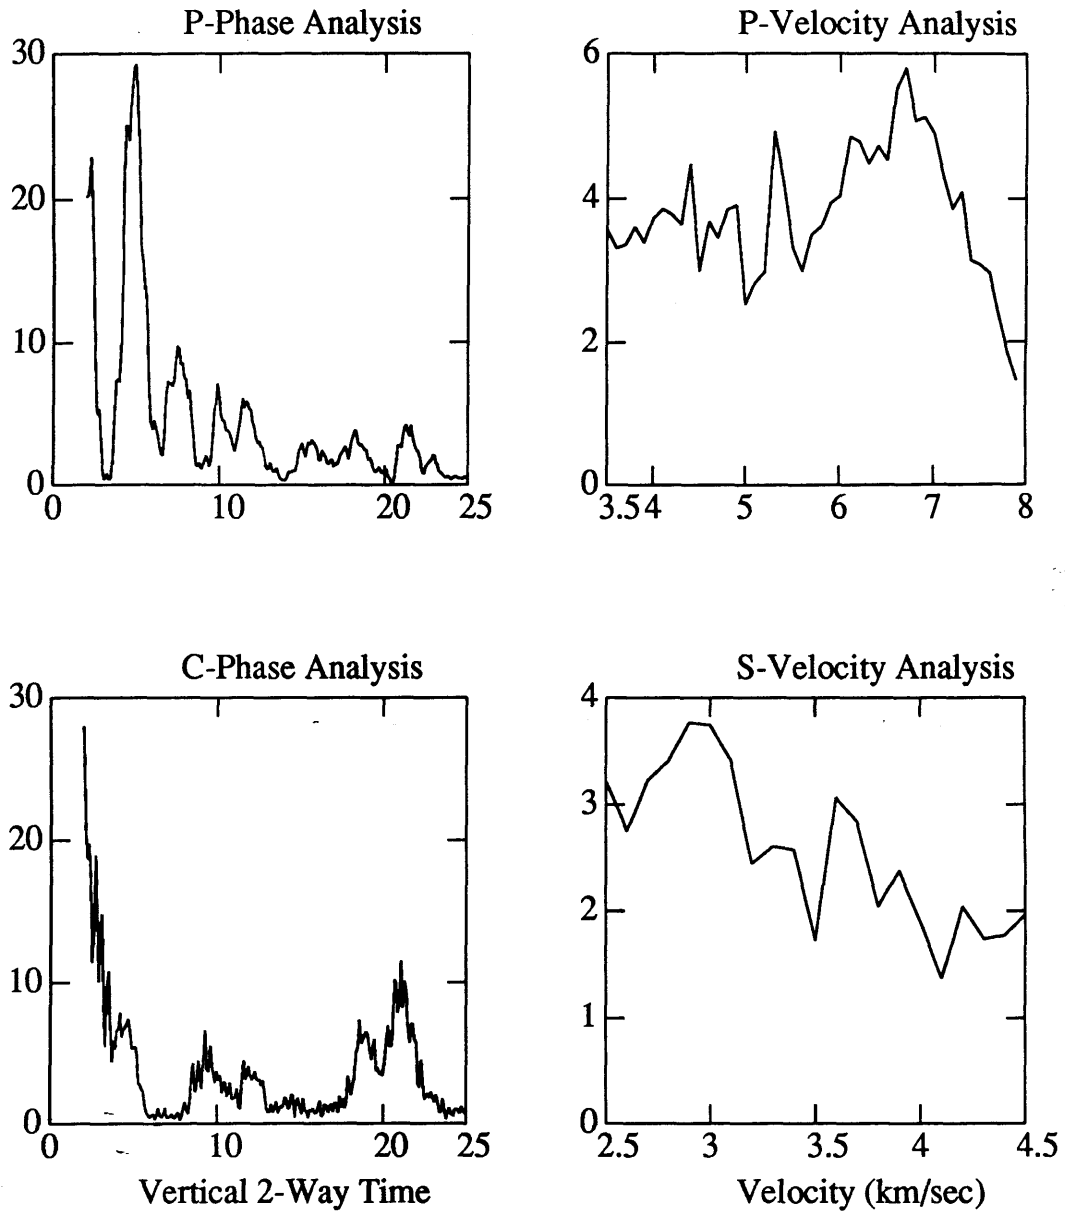 P-Phase Analysis
30
20
10
0
0 10 20 25
P-Velocity Analysis
6
4
2
0
3.5 4 5 6 7 8
C-Phase Analysis
30
20
10
0
0 10 20 25
Vertical 2-Way Time
S-Velocity Analysis
4
3
2
1
0
2.5 3 3.5 4 4.5
Velocity (km/sec)